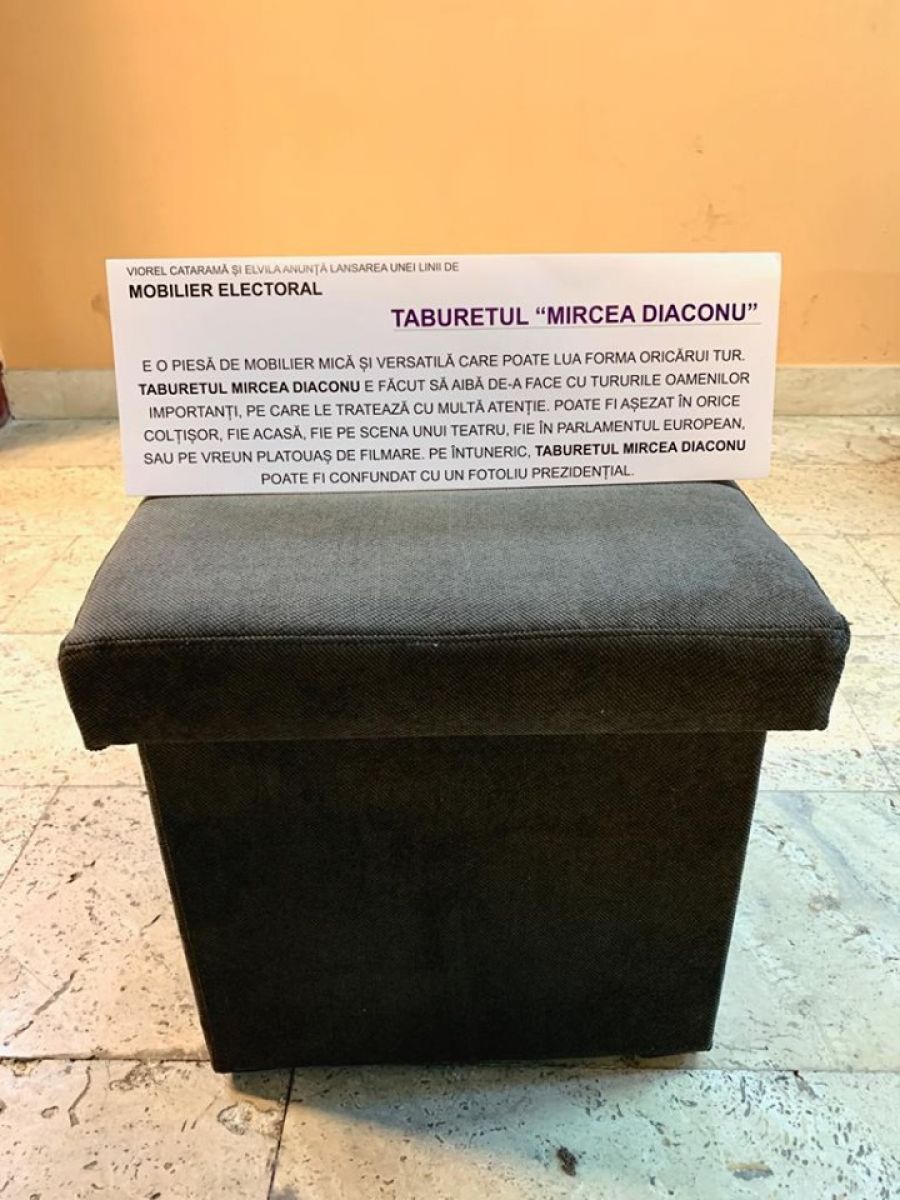 VIOREL CATARAMĂ ȘI ELVILA ANUNȚĂ LANSAREA UNEI LINII DE
MOBILIER ELECTORAL
TABURETUL “MIRCEA DIACONU”
E O PIESĂ DE MOBILIER MICĂ ȘI VERSATILĂ CARE POATE LUA FORMA ORICĂRUI TUR.
TABURETUL MIRCEA DIACONU E FĂCUT SĂ AIBĂ DE-A FACE CU TURURILE OAMENILOR
IMPORTANȚI, PE CARE LE TRATEAZĂ CU MULTĂ ATENȚIE. POATE FI AȘEZAT ÎN ORICE
COLȚIȘOR, FIE ACASĂ, FIE PE SCENA UNUI TEATRU, FIE ÎN PARLAMENTUL EUROPEAN,
SAU PE VREUN PLATOUAȘ DE FILMARE. PE ÎNTUNERIC, TABURETUL MIRCEA DIACONU
POATE FI CONFUNDAT CU UN FOTOLIU PREZIDENȚIAL.